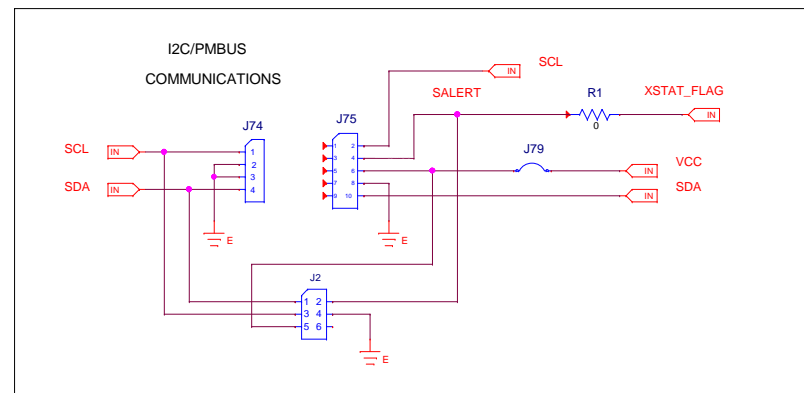 I2C/PMBUS
COMMUNICATIONS
SCL
IN
SALERT
R1
0
XSTAT_FLAG
IN
J74
J75
SCL
IN
1
2
3
4
1 2
3 4
5 6
7 8
9 10
J79
VCC
IN
SDA
IN
SDA
IN
E
E
J2
1 2
3 4
5 6
E